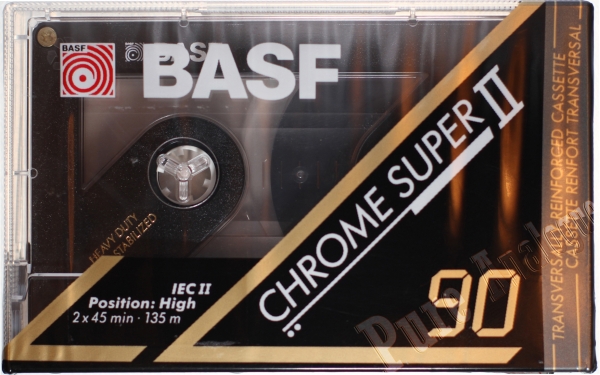 BASF
BASF
CHROME SUPER II
HEAVY DUTY
STABILIZED
IEC II
Position: High
2 x 45 min · 135 m
90
TRANSVERSAL REINFORCED CASSETTE
CASSETTE RENFORT TRANSVERSAL